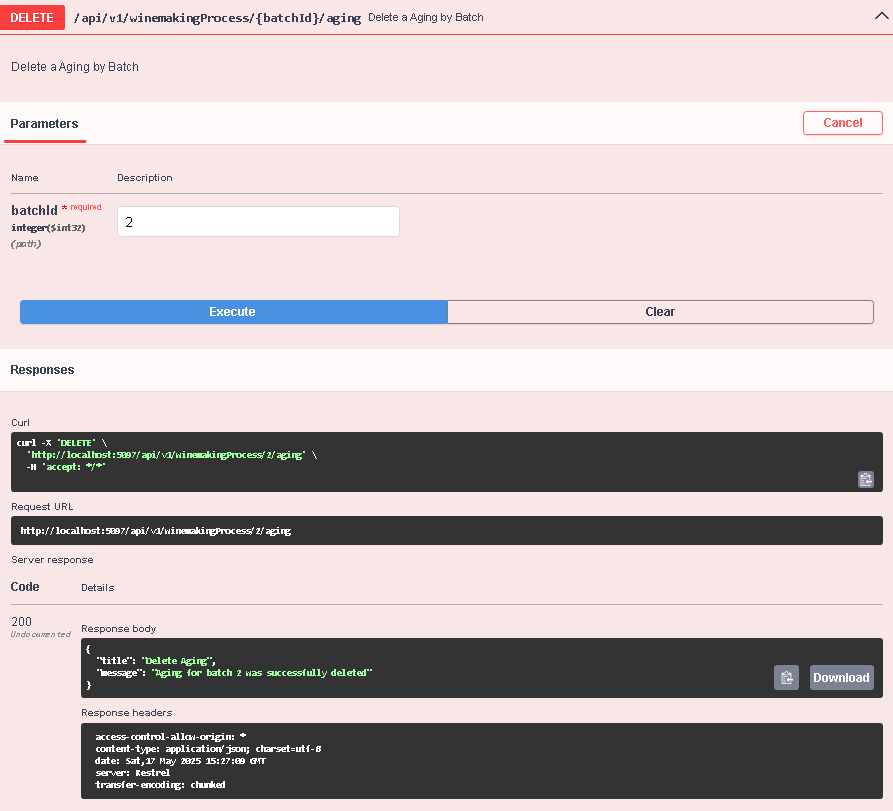 DELETE /api/v1/winemakingProcess/{batchId}/aging Delete a Aging by Batch
Delete a Aging by Batch
Parameters Cancel
Name Description
batchId * required
integer($int32)
(path)
2
Execute Clear
Responses
Curl
curl -X 'DELETE' \
'http://localhost:5097/api/v1/winemakingProcess/2/aging' \
-H 'accept: */*'
Request URL
http://localhost:5097/api/v1/winemakingProcess/2/aging
Server response
Code Details
200
Undocumented
Response body
{
"title": "Delete Aging",
"message": "Aging for batch 2 was successfully deleted"
}
Download
Response headers
access-control-allow-origin: *
content-type: application/json; charset=utf-8
date: Sat,17 May 2025 15:27:09 GMT
server: Kestrel
transfer-encoding: chunked